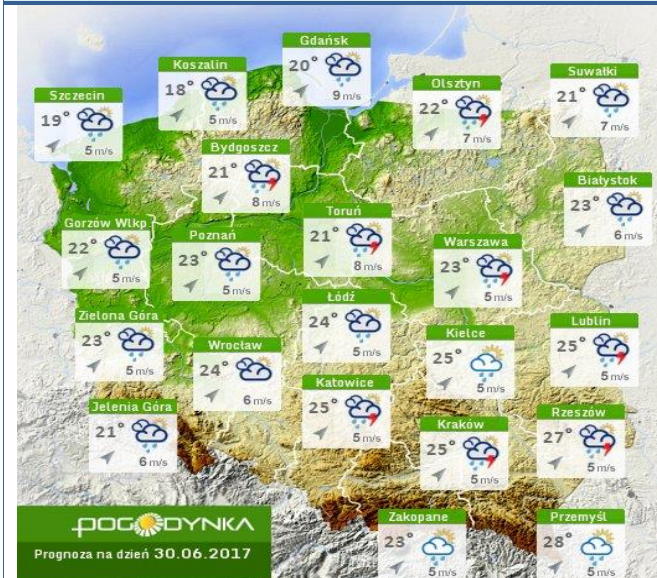 Gdańsk
20°
9 m/s
Koszalin
18°
5 m/s
Szczecin
19°
5 m/s
Olsztyn
22°
7 m/s
Suwałki
21°
7 m/s
Bydgoszcz
21°
8 m/s
Białystok
23°
6 m/s
Gorzów Wlkp
22°
5 m/s
Poznań
23°
5 m/s
Toruń
21°
8 m/s
Warszawa
23°
5 m/s
Zielona Góra
23°
5 m/s
Łódź
24°
5 m/s
Wrocław
24°
6 m/s
Kielce
25°
5 m/s
Lublin
25°
5 m/s
Katowice
25°
5 m/s
Jelenia Góra
21°
6 m/s
Kraków
25°
5 m/s
Rzeszów
27°
5 m/s
Zakopane
23°
5 m/s
Przemyśl
28°
5 m/s
POGODYNKA
Prognoza na dzień 30.06.2017